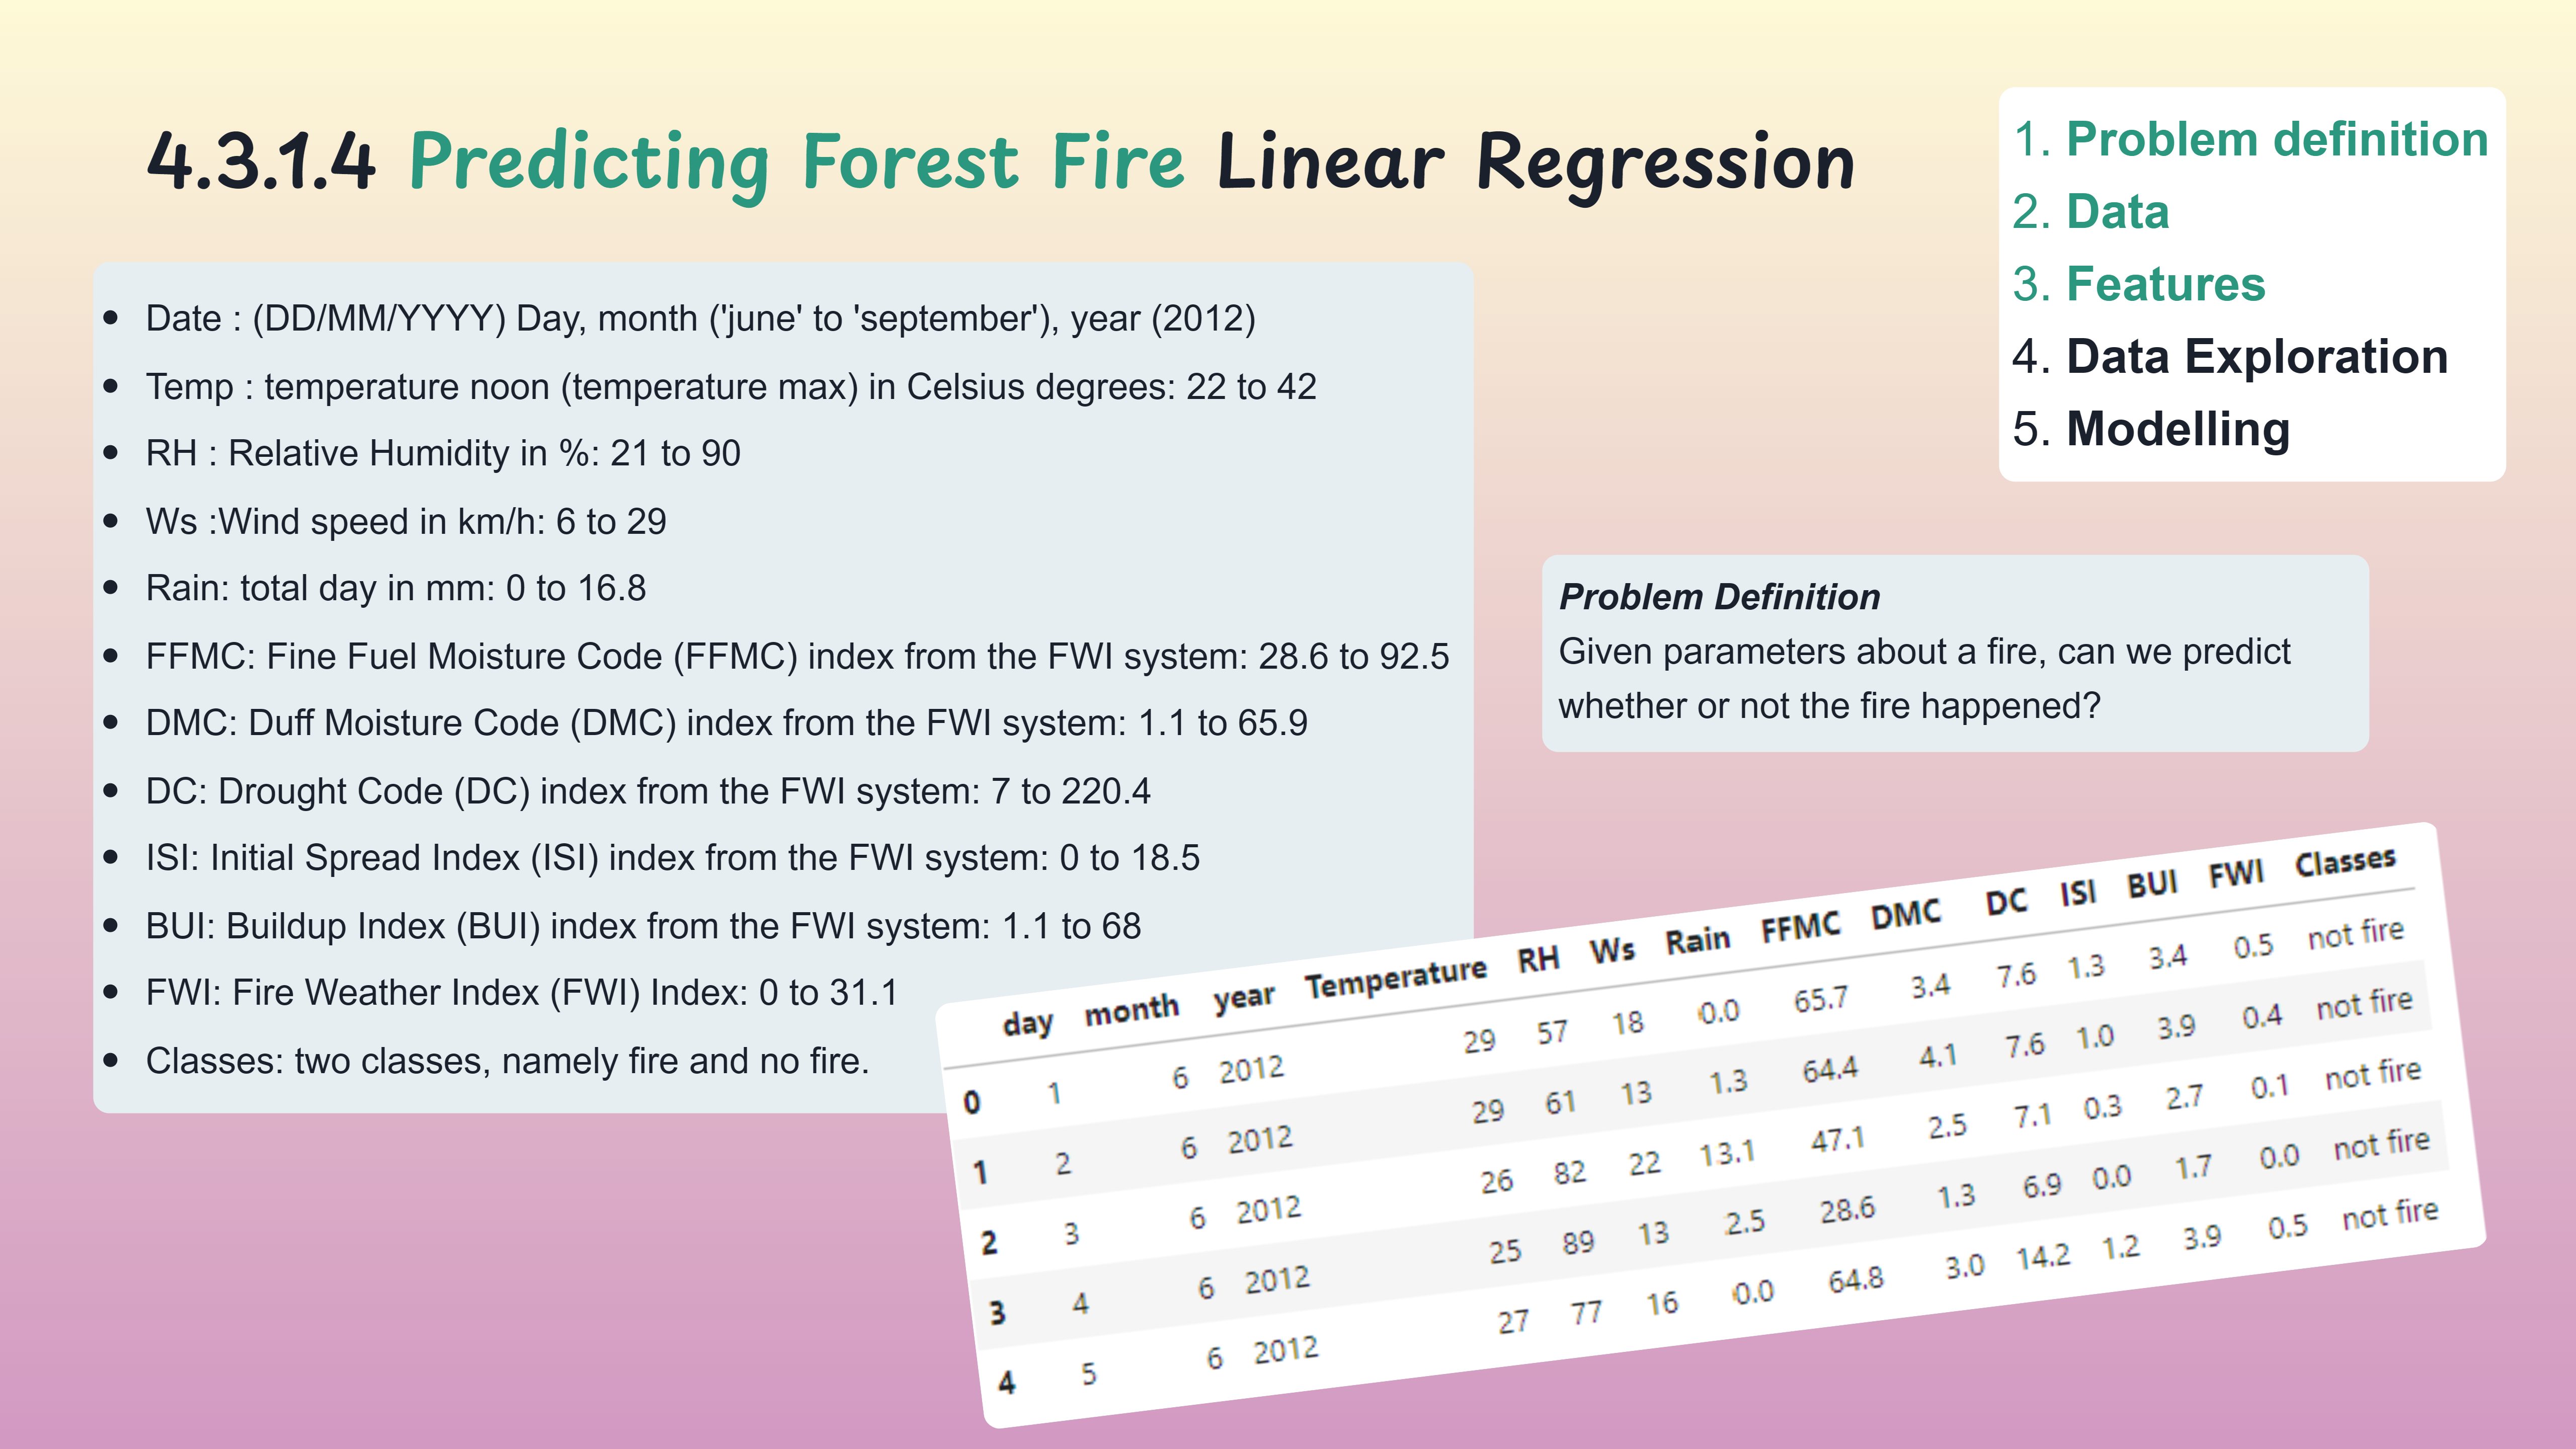 4.3.1.4 Predicting Forest Fire Linear Regression
1. Problem definition
2. Data
3. Features
4. Data Exploration
5. Modelling
• Date : (DD/MM/YYYY) Day, month ('june' to 'september'), year (2012)
• Temp : temperature noon (temperature max) in Celsius degrees: 22 to 42
• RH : Relative Humidity in %: 21 to 90
• Ws :Wind speed in km/h: 6 to 29
• Rain: total day in mm: 0 to 16.8
• FFMC: Fine Fuel Moisture Code (FFMC) index from the FWI system: 28.6 to 92.5
• DMC: Duff Moisture Code (DMC) index from the FWI system: 1.1 to 65.9
• DC: Drought Code (DC) index from the FWI system: 7 to 220.4
• ISI: Initial Spread Index (ISI) index from the FWI system: 0 to 18.5
• BUI: Buildup Index (BUI) index from the FWI system: 1.1 to 68
• FWI: Fire Weather Index (FWI) Index: 0 to 31.1
• Classes: two classes, namely fire and no fire.
Problem Definition
Given parameters about a fire, can we predict
whether or not the fire happened?
day month year Temperature RH Ws Rain FFMC DMC DC ISI BUI FWI Classes
0 1 6 2012 29 57 18 0.0 65.7 3.4 7.6 1.3 3.4 0.5 not fire
1 2 6 2012 29 61 13 1.3 64.4 4.1 7.6 1.0 3.9 0.4 not fire
2 3 6 2012 26 82 22 13.1 47.1 2.5 7.1 0.3 2.7 0.1 not fire
3 4 6 2012 25 89 13 2.5 28.6 1.3 6.9 0.0 1.7 0.0 not fire
4 5 6 2012 27 77 16 0.0 64.8 3.0 14.2 1.2 3.9 0.5 not fire